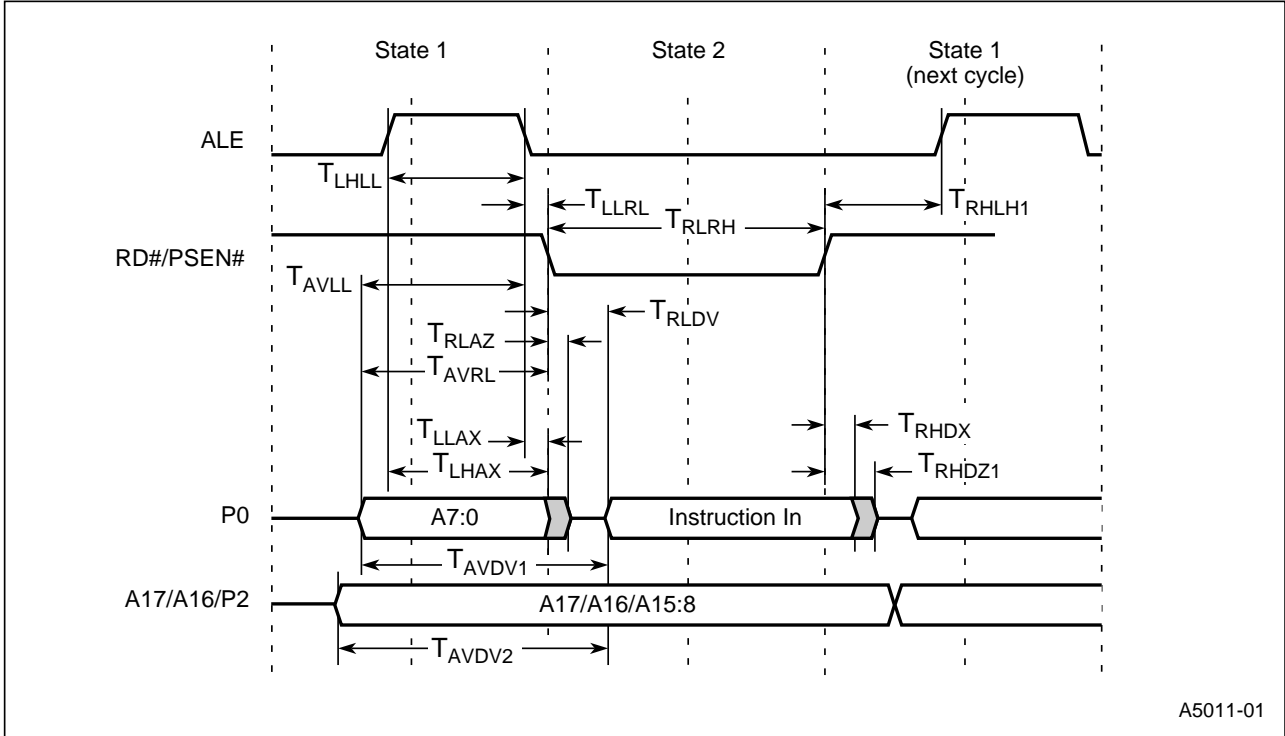 State 1
State 2
State 1
(next cycle)
ALE
TLHLL
TLLRL
TRLRH
TRHLH1
RD#/PSEN#
TAVLL
TRLDV
TRLAZ
TAVRL
TLLAX
TRHDX
TLHAX
TRHDZ1
P0
A7:0
Instruction In
TAVDV1
A17/A16/P2
A17/A16/A15:8
TAVDV2
A5011-01